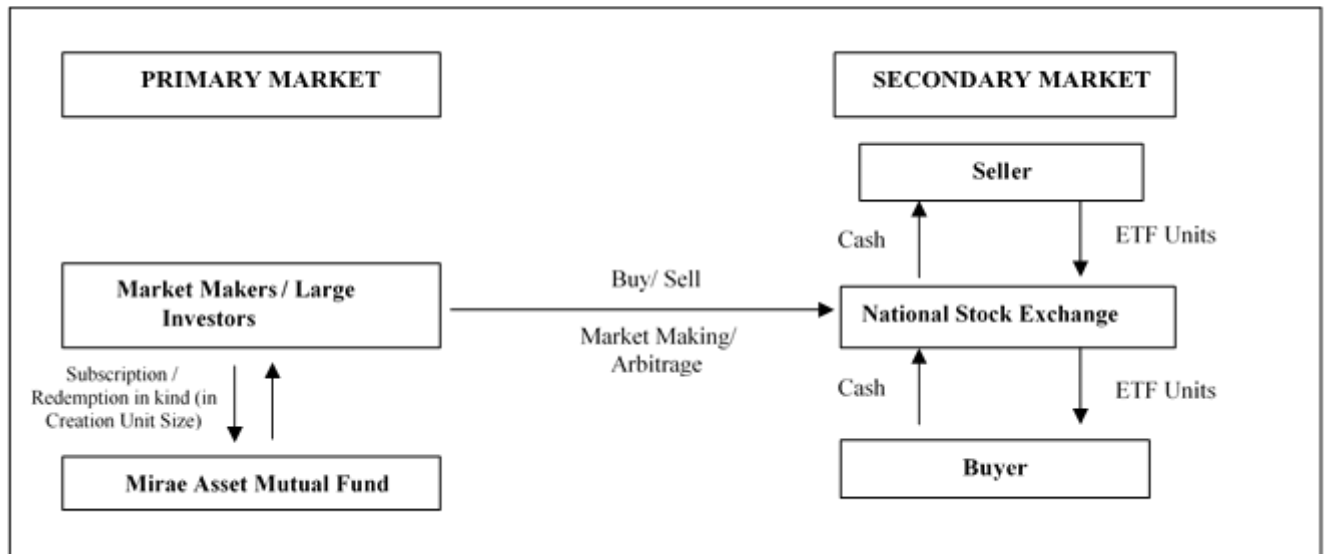 PRIMARY MARKET
SECONDARY MARKET
Seller
Cash
ETF Units
Market Makers / Large
Investors
Buy/ Sell
Market Making/
Arbitrage
National Stock Exchange
Subscription /
Redemption in kind (in
Creation Unit Size)
Cash
ETF Units
Mirae Asset Mutual Fund
Buyer